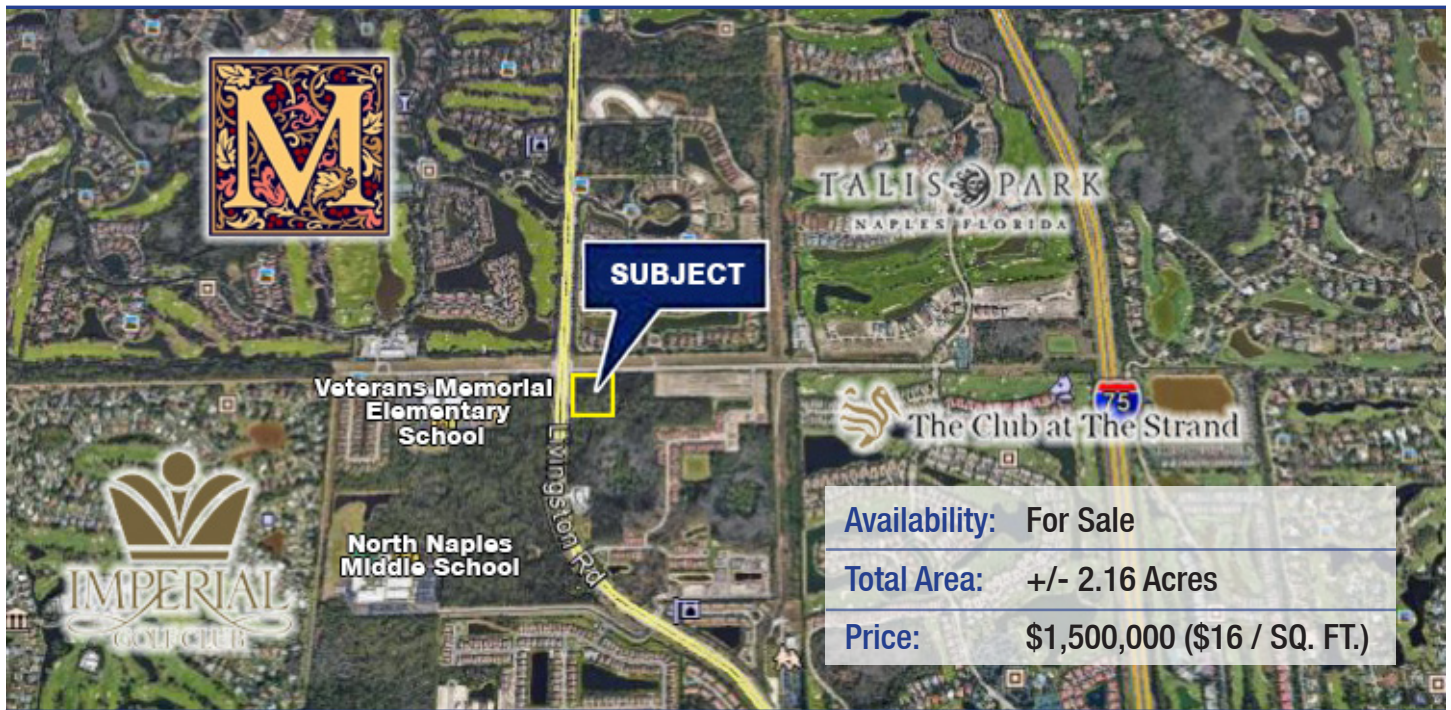 M
TALIS PARK
NAPLES FLORIDA
SUBJECT
Veterans Memorial
Elementary
School
75
The Club at The Strand
Livingston Rd
IMPERIAL
GOLF CLUB
North Naples
Middle School
Availability: For Sale
Total Area: +/- 2.16 Acres
Price: $1,500,000 ($16 / SQ. FT.)